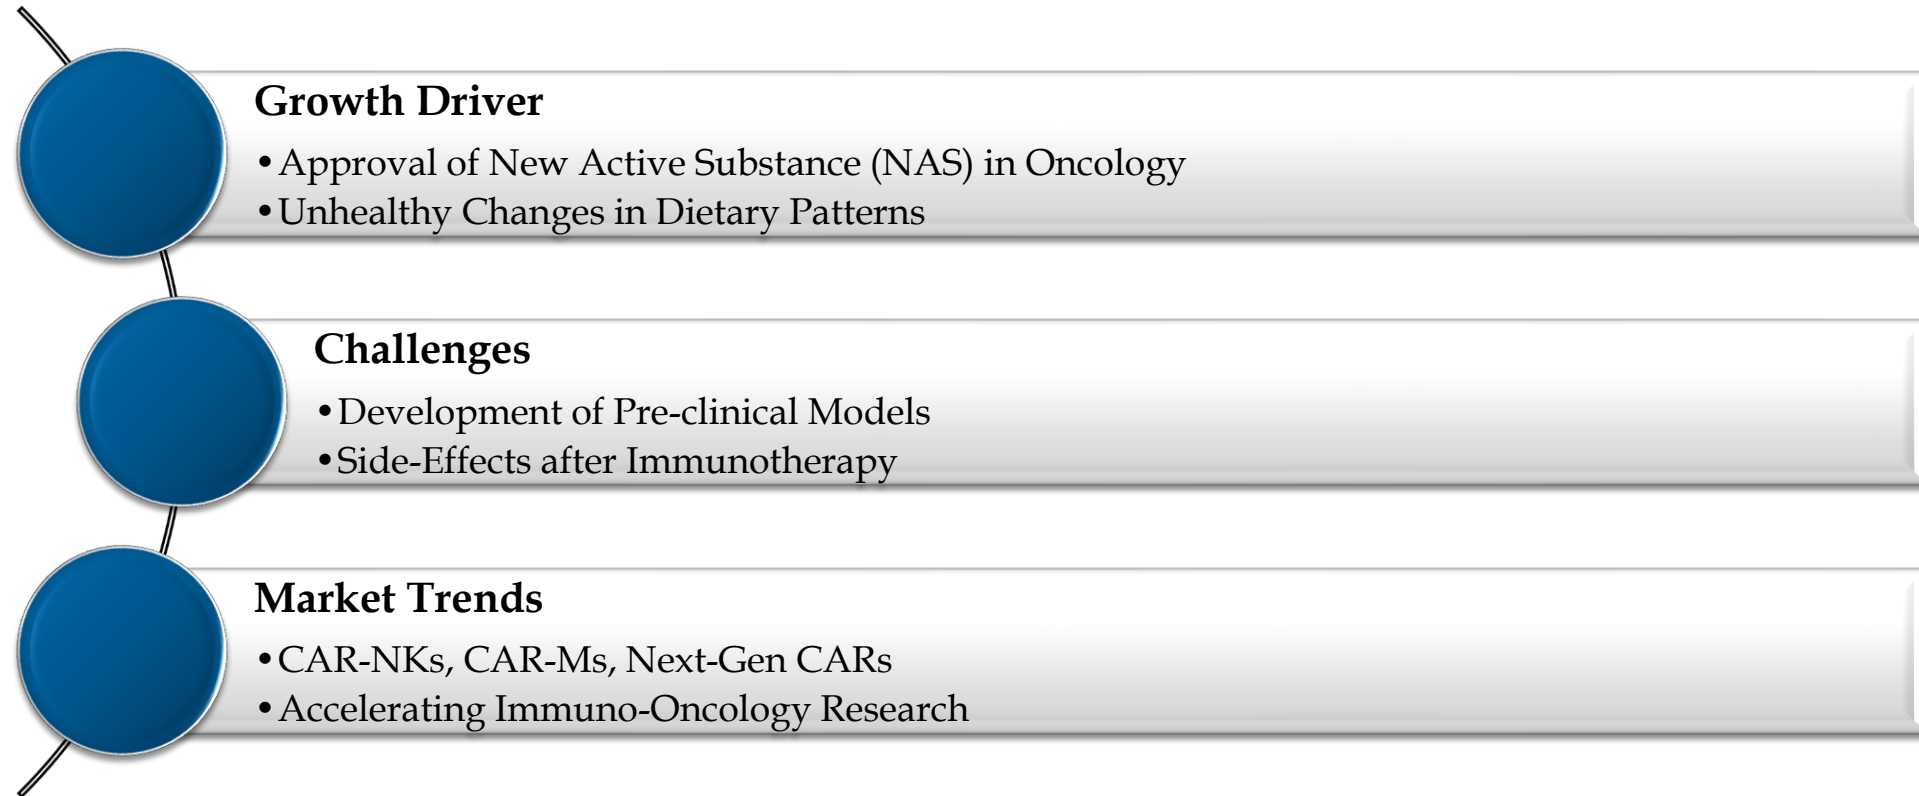 Growth Driver
•Approval of New Active Substance (NAS) in Oncology
•Unhealthy Changes in Dietary Patterns
Challenges
•Development of Pre-clinical Models
•Side-Effects after Immunotherapy
Market Trends
•CAR-NKs, CAR-Ms, Next-Gen CARs
•Accelerating Immuno-Oncology Research